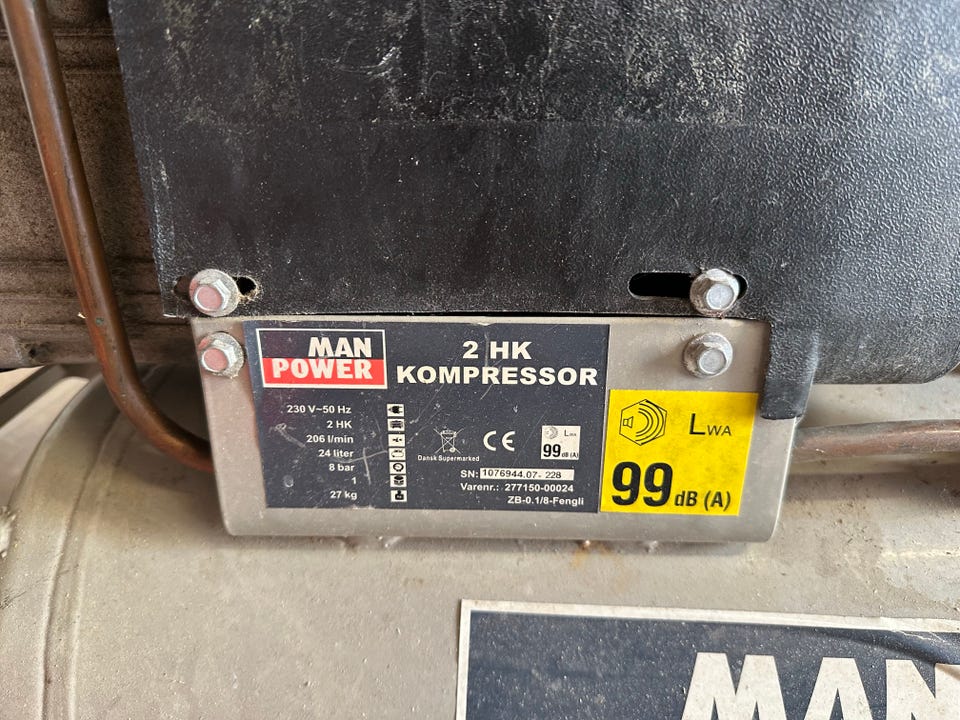 MAN
POWER
2 HK
KOMPRESSOR
230 V~50 Hz
2 HK
206 l/min
24 liter
8 bar
1
27 kg
Dansk Supermarked
CE
LWA
99 dB (A)
SN: 1076944.07- 228
Varenr.: 277150-00024
ZB-0.1/8-Fengli
LWA
99 dB (A)
MAN